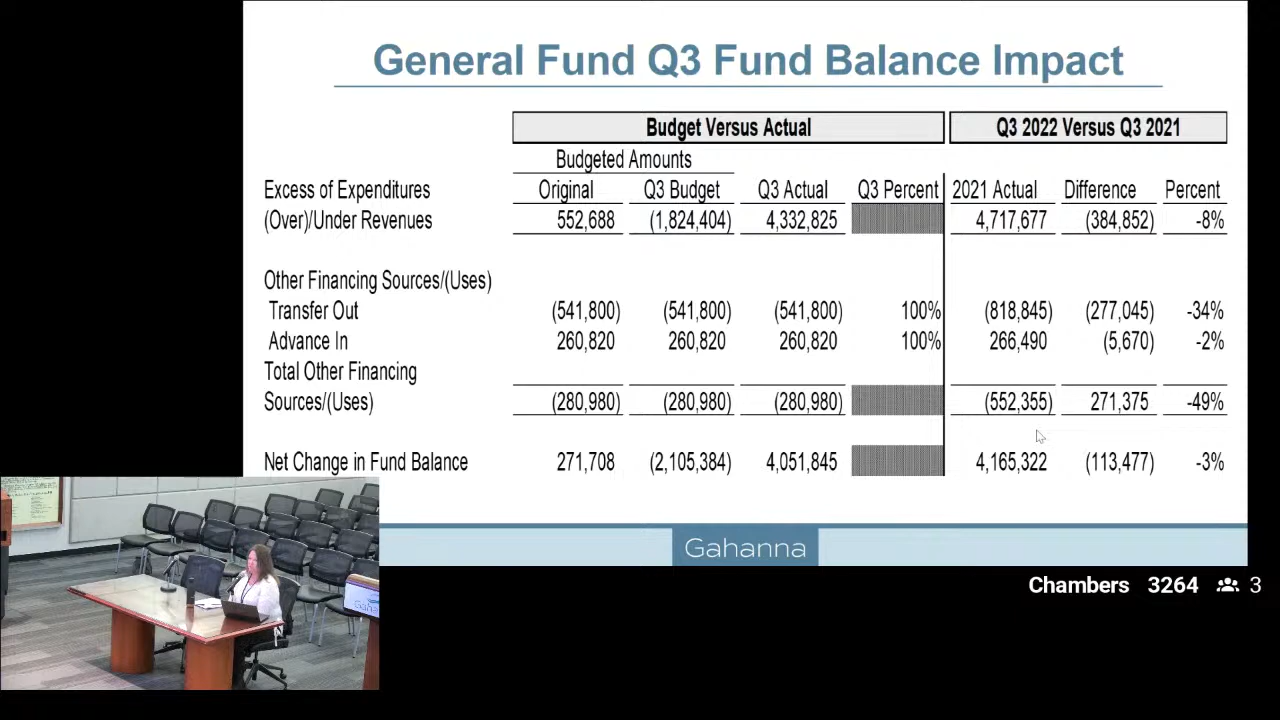 General Fund Q3 Fund Balance Impact
Budget Versus Actual Q3 2022 Versus Q3 2021
Budgeted Amounts
Excess of Expenditures Original Q3 Budget Q3 Actual Q3 Percent 2021 Actual Difference Percent
(Over)/Under Revenues 552,688 (1,824,404) 4,332,825 4,717,677 (384,852) -8%
Other Financing Sources/(Uses)
Transfer Out (541,800) (541,800) (541,800) 100% (818,845) (277,045) -34%
Advance In 260,820 260,820 260,820 100% 266,490 (5,670) -2%
Total Other Financing
Sources/(Uses) (280,980) (280,980) (280,980) (552,355) 271,375 -49%
Net Change in Fund Balance 271,708 (2,105,384) 4,051,845 4,165,322 (113,477) -3%
Gahanna
Chambers 3264 3